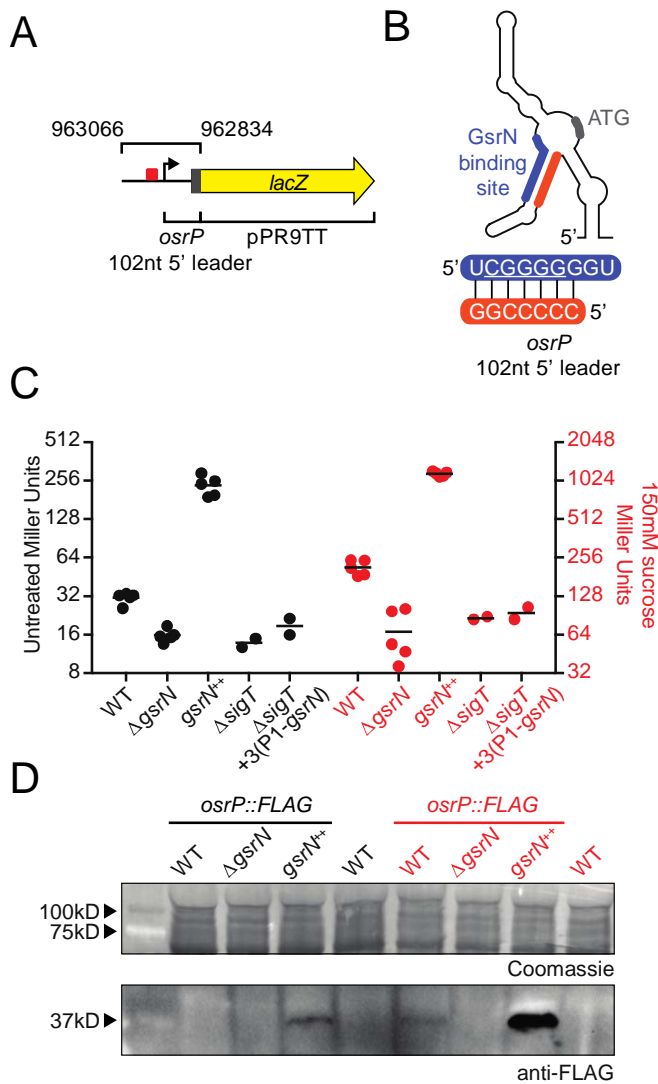 A
963066
962834
lacZ
osrP
102nt 5' leader
pPR9TT
B
GsrN
binding
site
ATG
5'
5' UCGGGGGGU
GGCCCCC 5'
osrP
102nt 5' leader
C
Untreated Miller Units
512
256
128
64
32
16
8
2048
1024
512
256
128
64
32
150mM sucrose
Miller Units
WT
ΔgsrN
gsrN++
ΔsigT
ΔsigT
+3(P1-gsrN)
WT
ΔgsrN
gsrN++
ΔsigT
ΔsigT
+3(P1-gsrN)
D
osrP::FLAG
osrP::FLAG
WT
ΔgsrN
gsrN++
WT
WT
ΔgsrN
gsrN++
WT
100kD
75kD
Coomassie
37kD
anti-FLAG